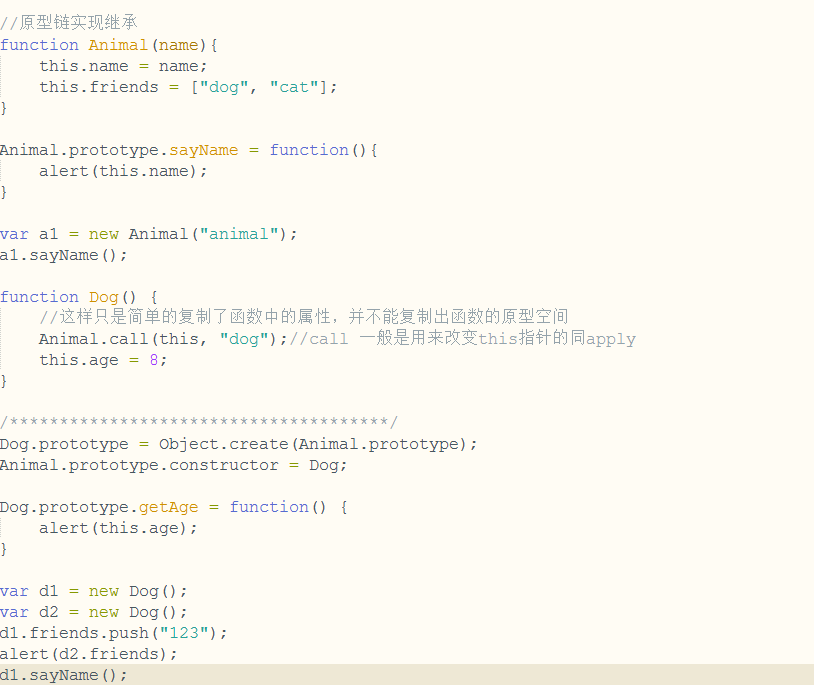 //原型链实现继承
function Animal(name){
    this.name = name;
    this.friends = ["dog", "cat"];
}
Animal.prototype.sayName = function(){
    alert(this.name);
}
var a1 = new Animal("animal");
a1.sayName();
function Dog() {
    //这样只是简单的复制了函数中的属性，并不能复制出函数的原型空间
    Animal.call(this, "dog");//call 一般是用来改变this指针的同apply
    this.age = 8;
}
/**************************************/
Dog.prototype = Object.create(Animal.prototype);
Animal.prototype.constructor = Dog;
Dog.prototype.getAge = function() {
    alert(this.age);
}
var d1 = new Dog();
var d2 = new Dog();
d1.friends.push("123");
alert(d2.friends);
d1.sayName();